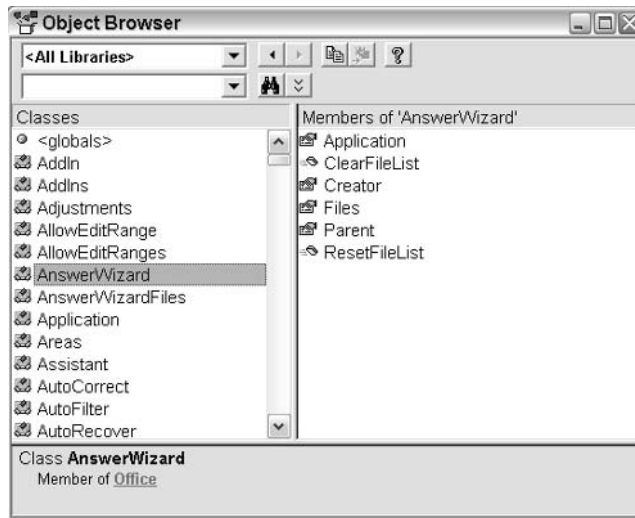 Object Browser
<All Libraries>
Classes
<globals>
AddIn
AddIns
Adjustments
AllowEditRange
AllowEditRanges
AnswerWizard
AnswerWizardFiles
Application
Areas
Assistant
AutoCorrect
AutoFilter
AutoRecover
Members of 'AnswerWizard'
Application
ClearFileList
Creator
Files
Parent
ResetFileList
Class AnswerWizard
Member of Office